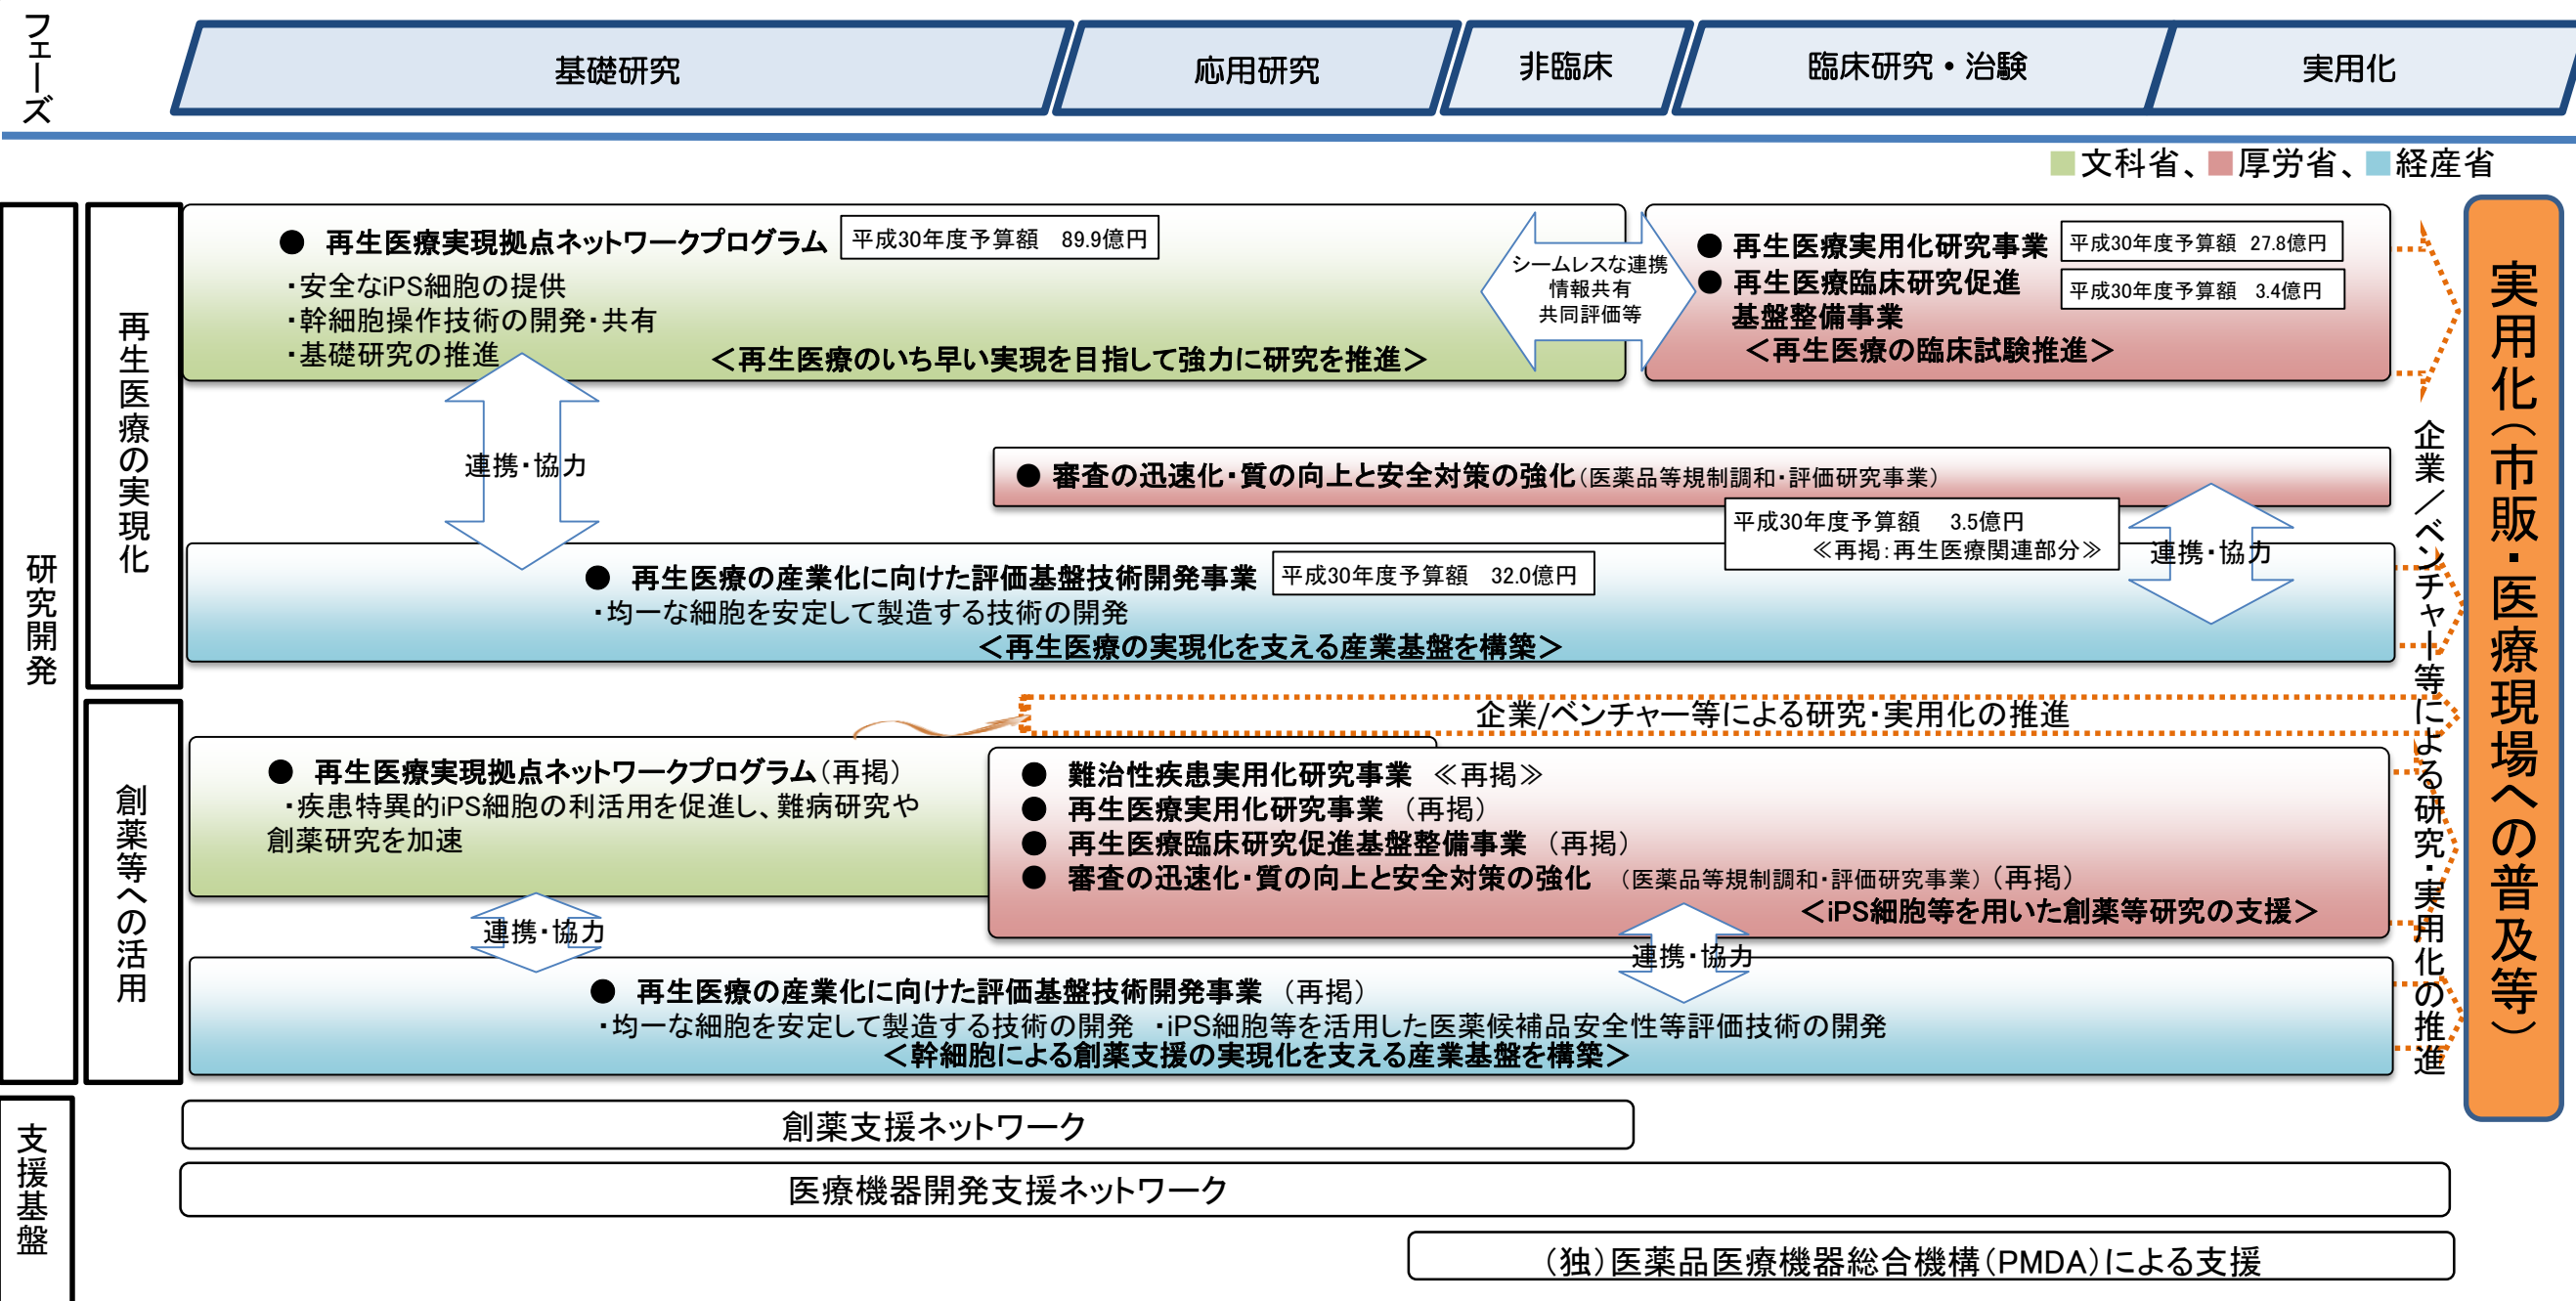 フェーズ
基礎研究
応用研究
非臨床
臨床研究・治験
実用化
文科省、厚労省、経産省
研究開発
再生医療の実現化
● 再生医療実現拠点ネットワークプログラム
平成30年度予算額 89.9億円
・安全なiPS細胞の提供
・幹細胞操作技術の開発・共有
・基礎研究の推進
＜再生医療のいち早い実現を目指して強力に研究を推進＞
シームレスな連携
情報共有
共同評価等
● 再生医療実用化研究事業
平成30年度予算額 27.8億円
● 再生医療臨床研究促進
基盤整備事業
平成30年度予算額 3.4億円
＜再生医療の臨床試験推進＞
連携・協力
● 審査の迅速化・質の向上と安全対策の強化（医薬品等規制調和・評価研究事業）
平成30年度予算額 3.5億円
≪再掲：再生医療関連部分≫
連携・協力
● 再生医療の産業化に向けた評価基盤技術開発事業
平成30年度予算額 32.0億円
・均一な細胞を安定して製造する技術の開発
＜再生医療の実現化を支える産業基盤を構築＞
企業／ベンチャー等による研究・実用化の推進
実用化（市販・医療現場への普及等）
創薬等への活用
企業/ベンチャー等による研究・実用化の推進
● 再生医療実現拠点ネットワークプログラム（再掲）
・疾患特異的iPS細胞の利活用を促進し、難病研究や
創薬研究を加速
● 難治性疾患実用化研究事業 ≪再掲≫
● 再生医療実用化研究事業（再掲）
● 再生医療臨床研究促進基盤整備事業（再掲）
● 審査の迅速化・質の向上と安全対策の強化 （医薬品等規制調和・評価研究事業）（再掲）
＜iPS細胞等を用いた創薬等研究の支援＞
連携・協力
連携・協力
● 再生医療の産業化に向けた評価基盤技術開発事業（再掲）
・均一な細胞を安定して製造する技術の開発 ・iPS細胞等を活用した医薬候補品安全性等評価技術の開発
＜幹細胞による創薬支援の実現化を支える産業基盤を構築＞
支援基盤
創薬支援ネットワーク
医療機器開発支援ネットワーク
（独）医薬品医療機器総合機構（PMDA）による支援